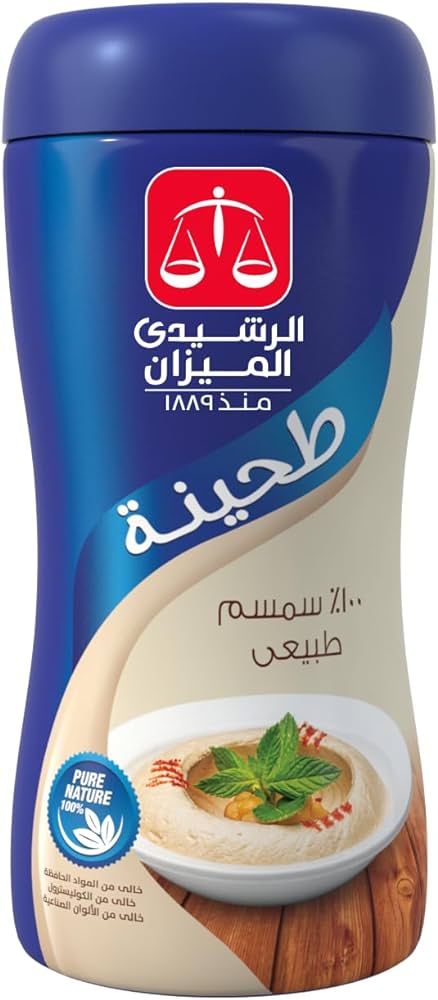 الرشيدى
الميزان
منذ ١٨٨٩
طحينة
١٠٠٪ سمسم
طبيعى
PURE
NATURE
100%
خالى من المواد الحافظة
خالى من الكوليسترول
خالى من الألوان الصناعية